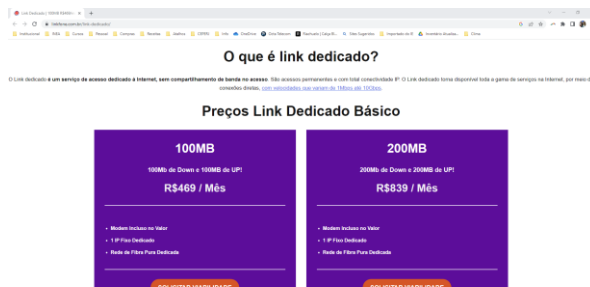 Link Dedicado |
O que é link dedicado?
O Link dedicado é um serviço de acesso dedicado à Internet, sem compartilhamento de banda no acesso. São acessos permanentes e com total conectividade IP. O Link dedicado torna disponível toda a gama de serviços na Internet, por meio d
conexões diretas, com velocidades que variam de 1Mbps até 10Gbps.
Preços Link Dedicado Básico
100MB
100Mb de Down e 100MB de UP!
R$469 / Mês
• Modem Incluso no Valor
• 1 IP Fixo Dedicado
• Rede de Fibra Pura Dedicada
200MB
200Mb de Down e 200MB de UP!
R$839 / Mês
• Modem Incluso no Valor
• 1 IP Fixo Dedicado
• Rede de Fibra Pura Dedicada